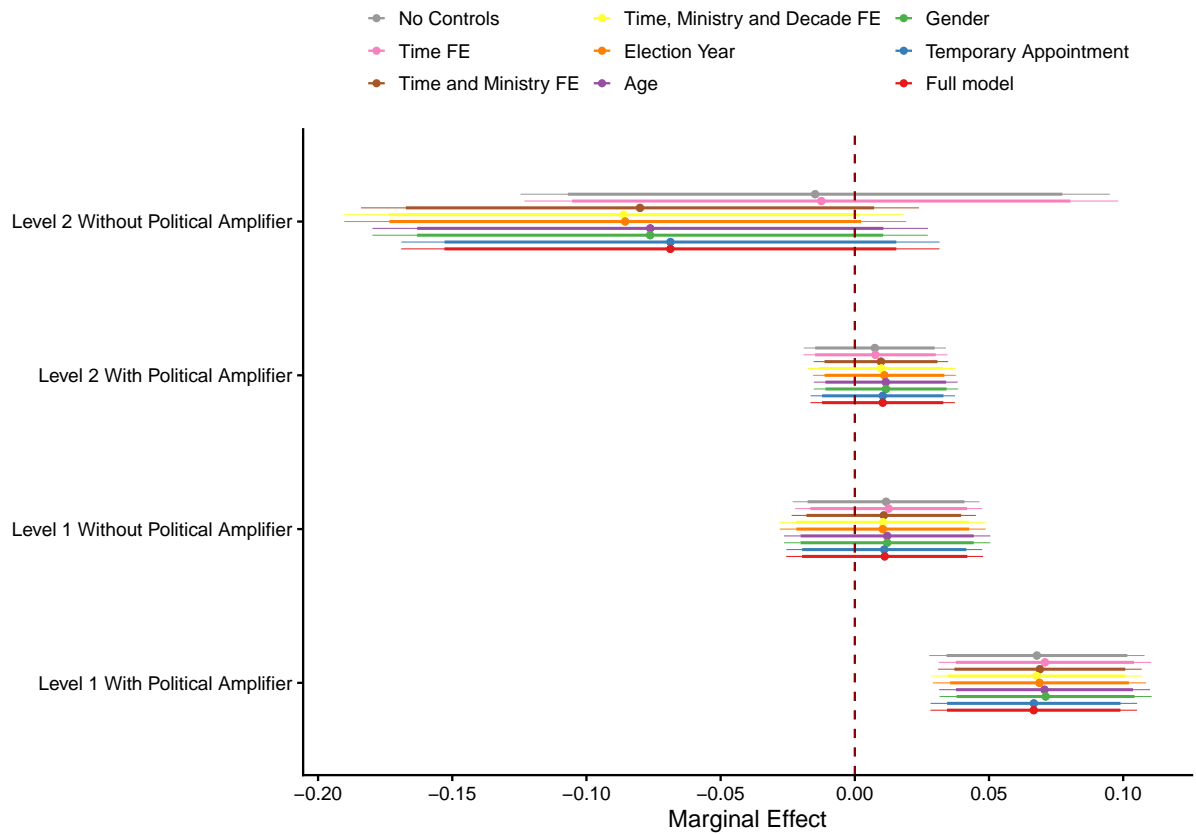 No Controls
Time, Ministry and Decade FE
Gender
Time FE
Election Year
Temporary Appointment
Time and Ministry FE
Age
Full model
Level 2 Without Political Amplifier
Level 2 With Political Amplifier
Level 1 Without Political Amplifier
Level 1 With Political Amplifier
−0.20 −0.15 −0.10 −0.05 0.00 0.05 0.10
Marginal Effect